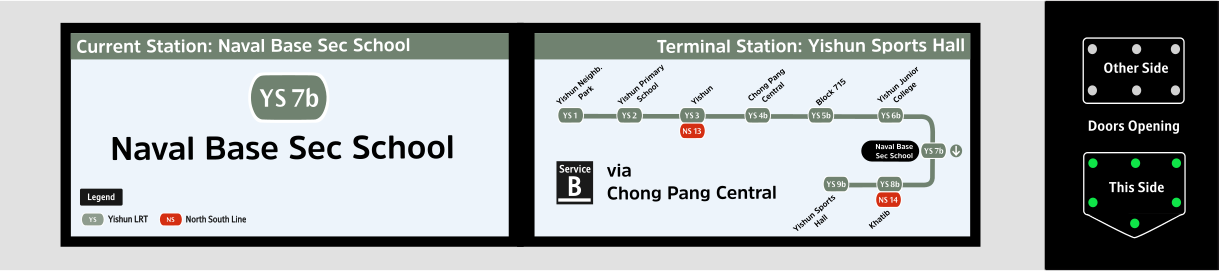 Current Station: Naval Base Sec School
YS 7b
Naval Base Sec School
Legend
YS Yishun LRT NS North South Line
Terminal Station: Yishun Sports Hall
Yishun Neighb.
Park
Yishun Primary
School
Yishun
Chong Pang
Central
Block 715
Yishun Junior
College
YS 1 YS 2 YS 3 YS 4b YS 5b YS 6b
NS 13
Naval Base
Sec School
YS 7b
Service
B
via
Chong Pang Central
YS 9b YS 8b
NS 14
Yishun Sports
Hall
Khatib
Other Side
Doors Opening
This Side